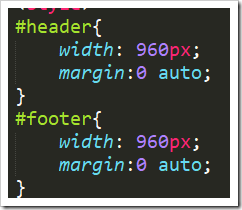 #header{
    width: 960px;
    margin:0 auto;
}
#footer{
    width: 960px;
    margin:0 auto;
}